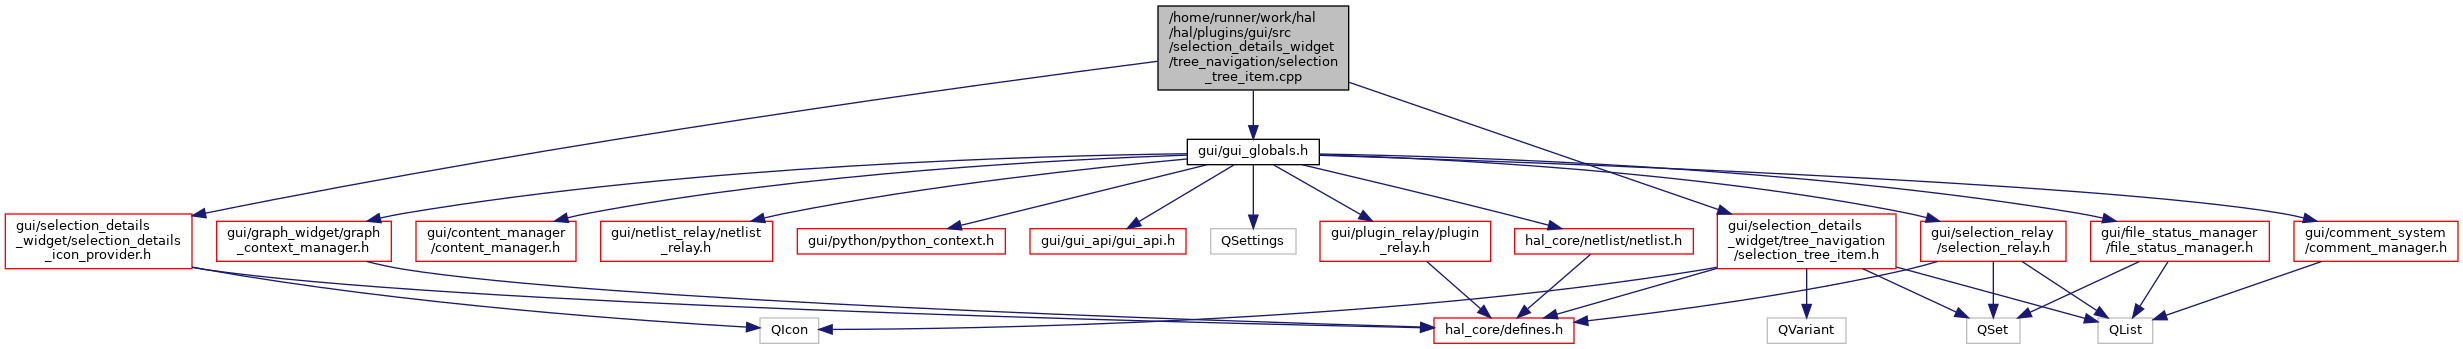 /home/runner/work/hal
/hal/plugins/gui/src
/selection_details_widget
/tree_navigation/selection
_tree_item.cpp
gui/gui_globals.h
gui/selection_details
_widget/selection_details
_icon_provider.h
gui/graph_widget/graph
_context_manager.h
gui/content_manager
/content_manager.h
gui/netlist_relay/netlist
_relay.h
gui/python/python_context.h
gui/gui_api/gui_api.h
QSettings
gui/plugin_relay/plugin
_relay.h
hal_core/netlist/netlist.h
gui/selection_details
_widget/tree_navigation
/selection_tree_item.h
gui/selection_relay
/selection_relay.h
gui/file_status_manager
/file_status_manager.h
gui/comment_system
/comment_manager.h
QIcon
hal_core/defines.h
QVariant
QSet
QList